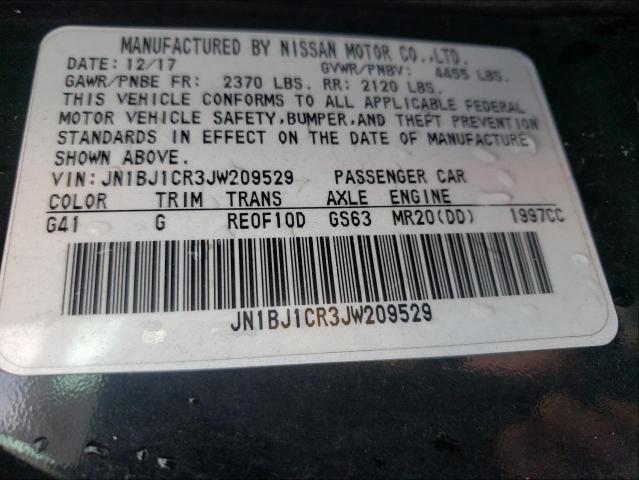 MANUFACTURED BY NISSAN MOTOR CO.,LTD.
DATE: 12/17 GVWR/PNBV: 4455 LBS.
GAWR/PNBE FR: 2370 LBS. RR: 2120 LBS.
THIS VEHICLE CONFORMS TO ALL APPLICABLE FEDERAL
MOTOR VEHICLE SAFETY,BUMPER,AND THEFT PREVENTION
STANDARDS IN EFFECT ON THE DATE OF MANUFACTURE
SHOWN ABOVE.
VIN:JN1BJ1CR3JW209529 PASSENGER CAR
COLOR TRIM TRANS AXLE ENGINE
G41 G RE0F10D GS63 MR20(DD) 1997CC
JN1BJ1CR3JW209529